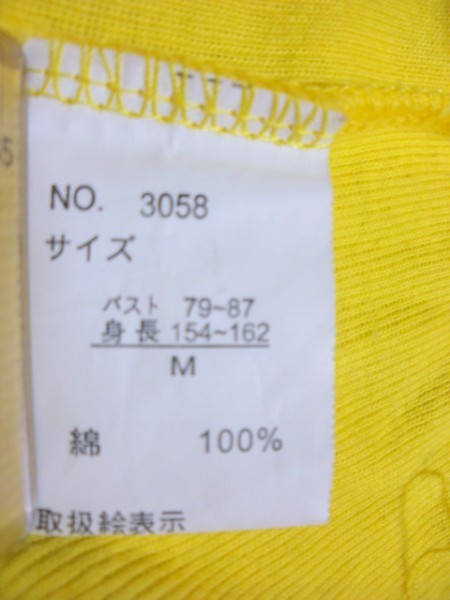 NO. 3058
サイズ
バスト 79~87
身長 154~162
M
綿 100%
取扱絵表示